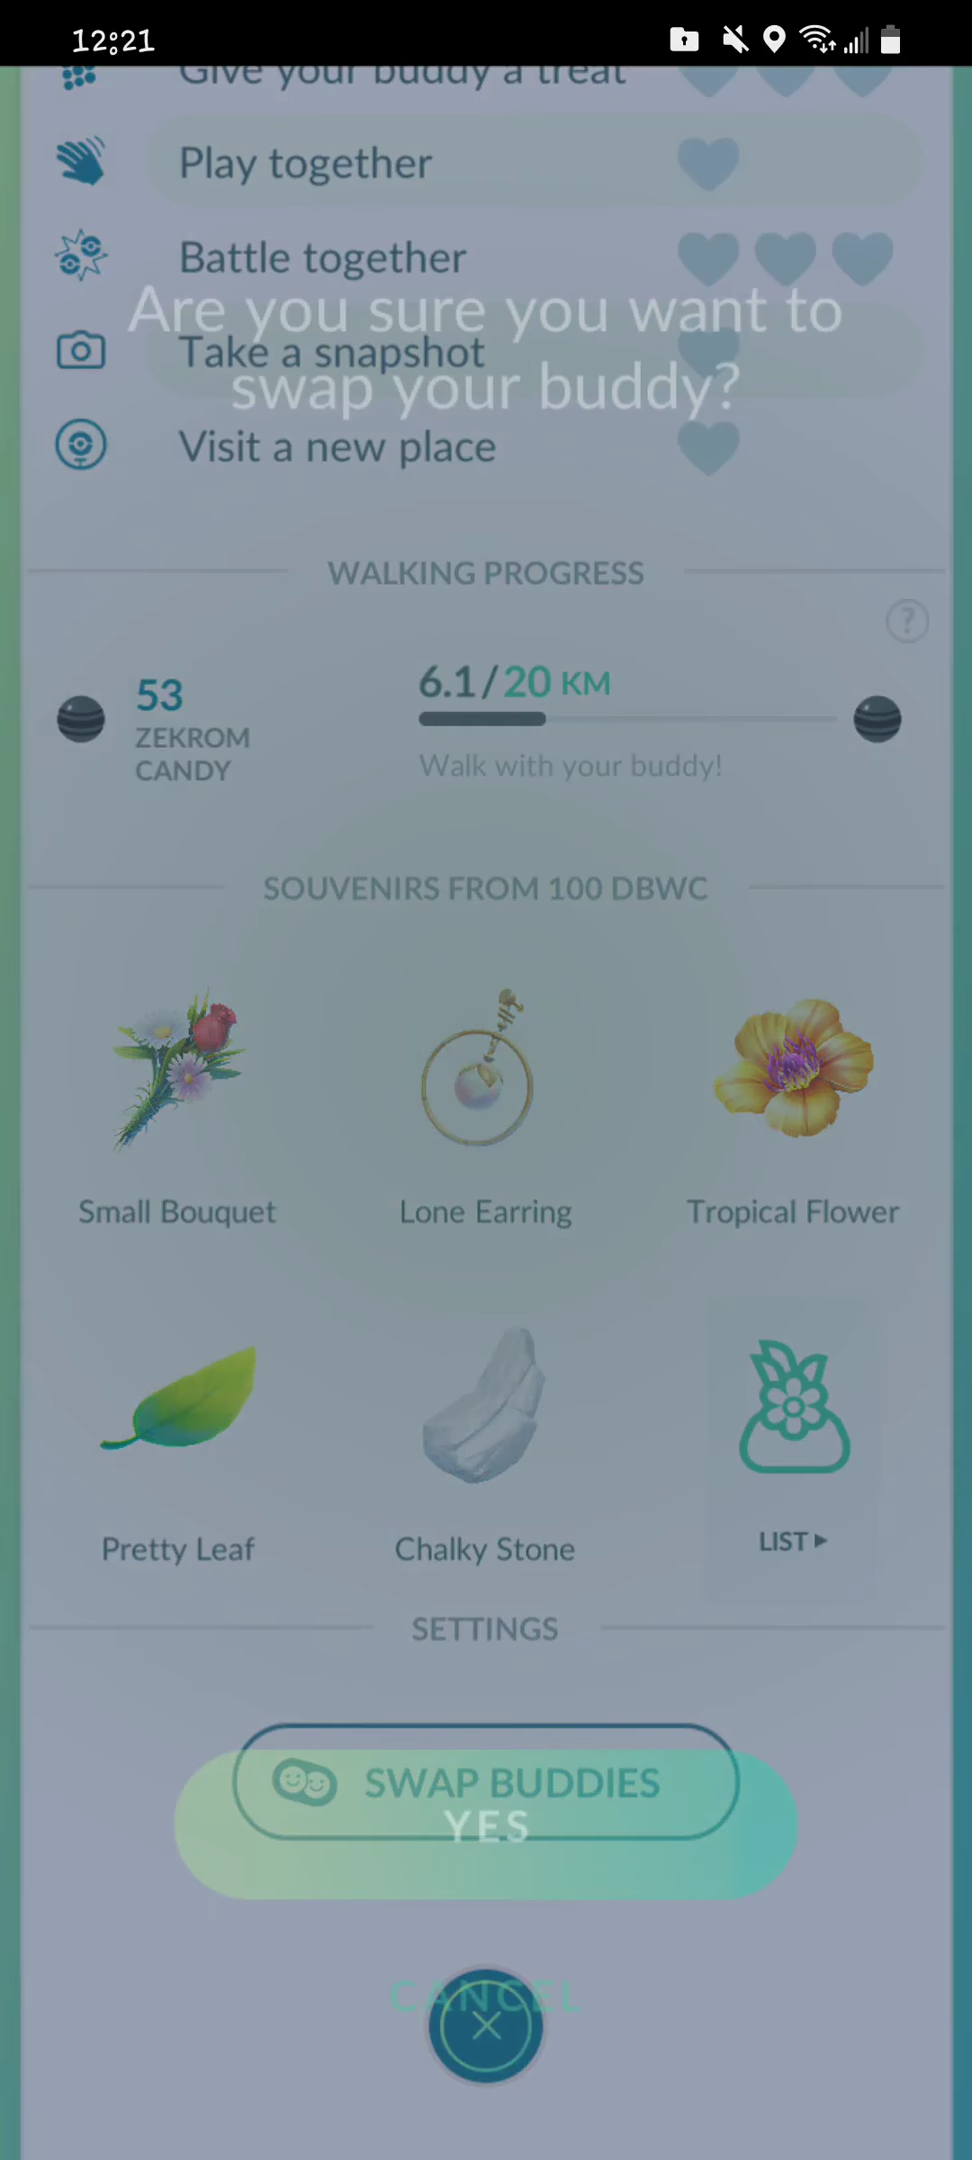 12:21
Give your buddy a treat
Play together
Battle together
Are you sure you want to
swap your buddy?
Take a snapshot
Visit a new place
WALKING PROGRESS
?
53
ZEKROM
CANDY
6.1/20 KM
Walk with your buddy!
SOUVENIRS FROM 100 DBWC
Small Bouquet
Lone Earring
Tropical Flower
Pretty Leaf
Chalky Stone
LIST
SETTINGS
SWAP BUDDIES
YES
CANCEL